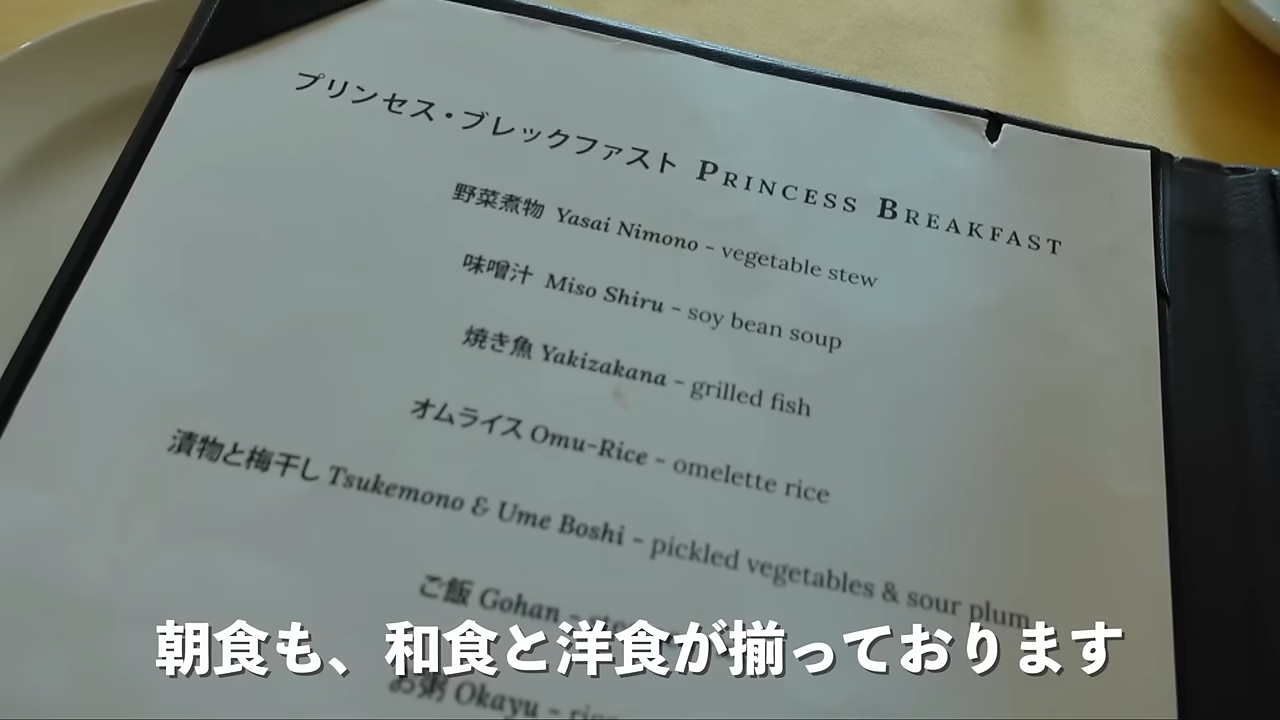 プリンセス・ブレックファスト PRINCESS BREAKFAST
野菜煮物 Yasai Nimono - vegetable stew
味噌汁 Miso Shiru - soy bean soup
焼き魚 Yakizakana - grilled fish
オムライス Omu-Rice - omelette rice
漬物と梅干し Tsukemono & Ume Boshi - pickled vegetables & sour plum
ご飯 Gohan -
朝食も、和食と洋食が揃っております
お粥 Okayu -